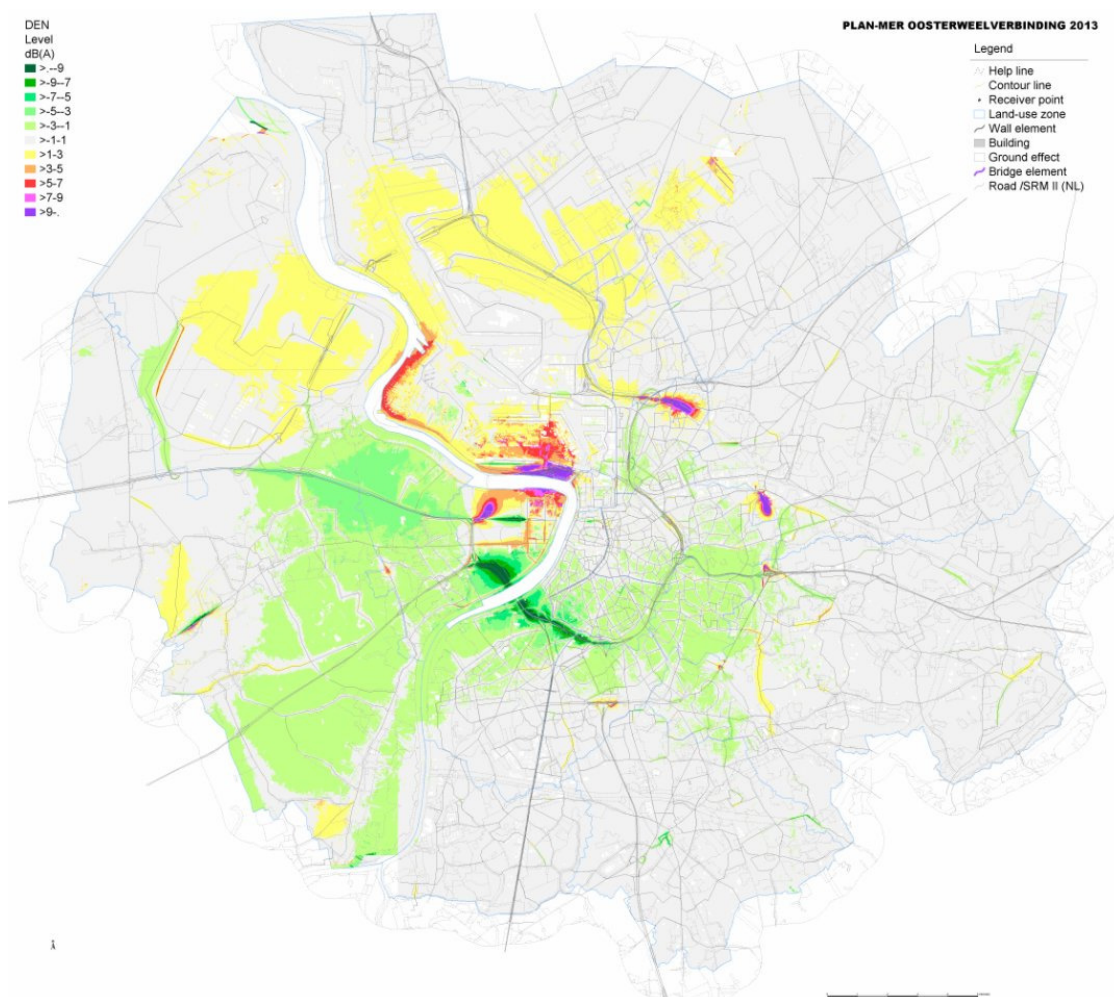 DEN
Level
dB(A)
>.--9
>-9--7
>-7--5
>-5--3
>-3--1
>-1-1
>1-3
>3-5
>5-7
>7-9
>9-.
PLAN-MER OOSTERWEELVERBINDING 2013
Legend
Help line
Contour line
Receiver point
Land-use zone
Wall element
Building
Ground effect
Bridge element
Road /SRM II (NL)